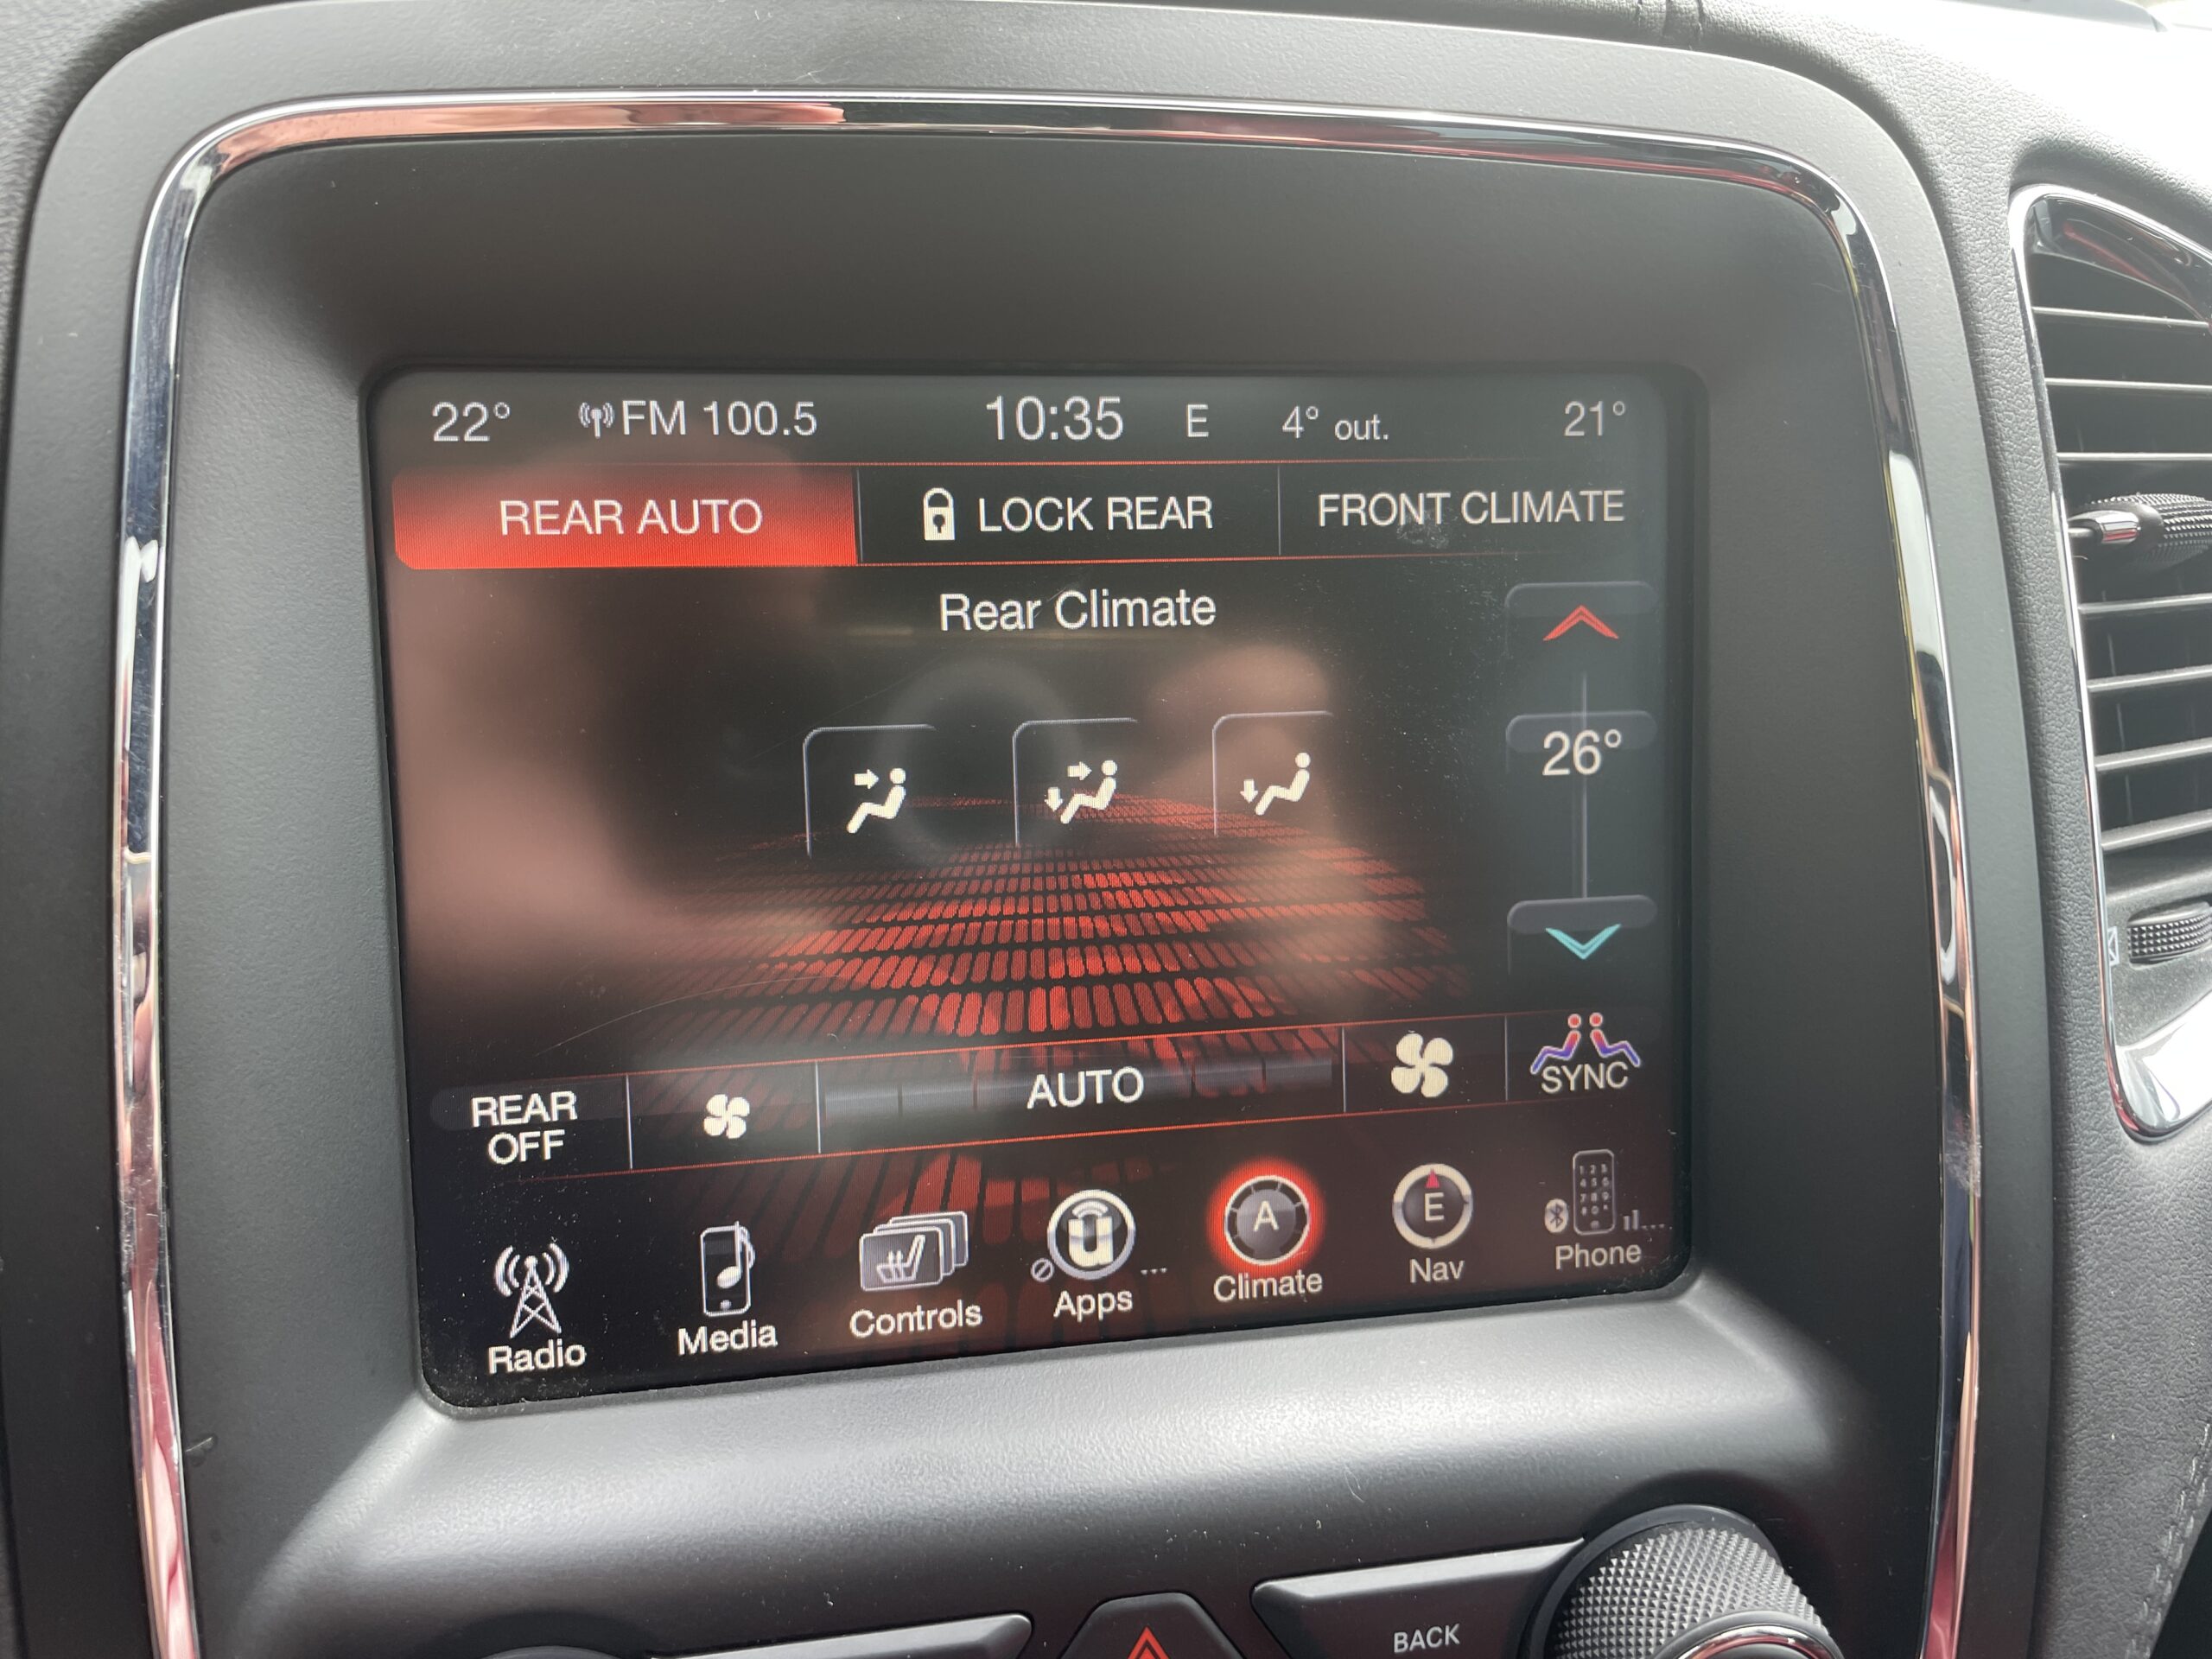 22° FM 100.5 10:35 E 4° out. 21°
REAR AUTO LOCK REAR FRONT CLIMATE
Rear Climate
26°
REAR OFF AUTO SYNC
A E
Radio Media Controls Apps Climate Nav Phone
BACK